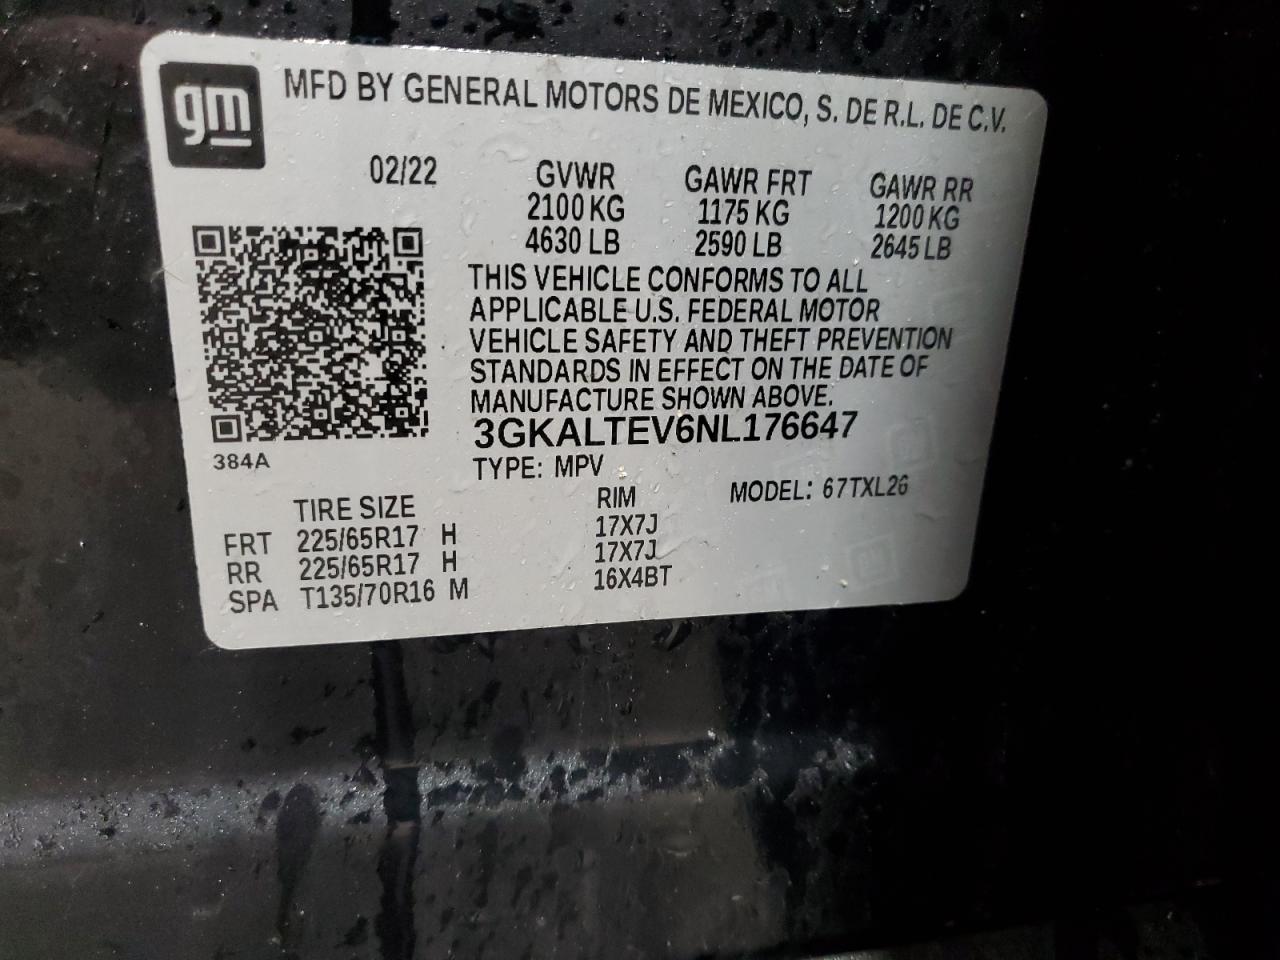 gm
MFD BY GENERAL MOTORS DE MEXICO, S. DE R.L. DE C.V.
02/22 GVWR GAWR FRT GAWR RR
2100 KG 1175 KG 1200 KG
4630 LB 2590 LB 2645 LB
THIS VEHICLE CONFORMS TO ALL
APPLICABLE U.S. FEDERAL MOTOR
VEHICLE SAFETY AND THEFT PREVENTION
STANDARDS IN EFFECT ON THE DATE OF
MANUFACTURE SHOWN ABOVE.
3GKALTEV6NL176647
384A
TYPE: MPV MODEL: 67TXL26
TIRE SIZE RIM
FRT 225/65R17 H 17X7J
RR 225/65R17 H 17X7J
SPA T135/70R16 M 16X4BT